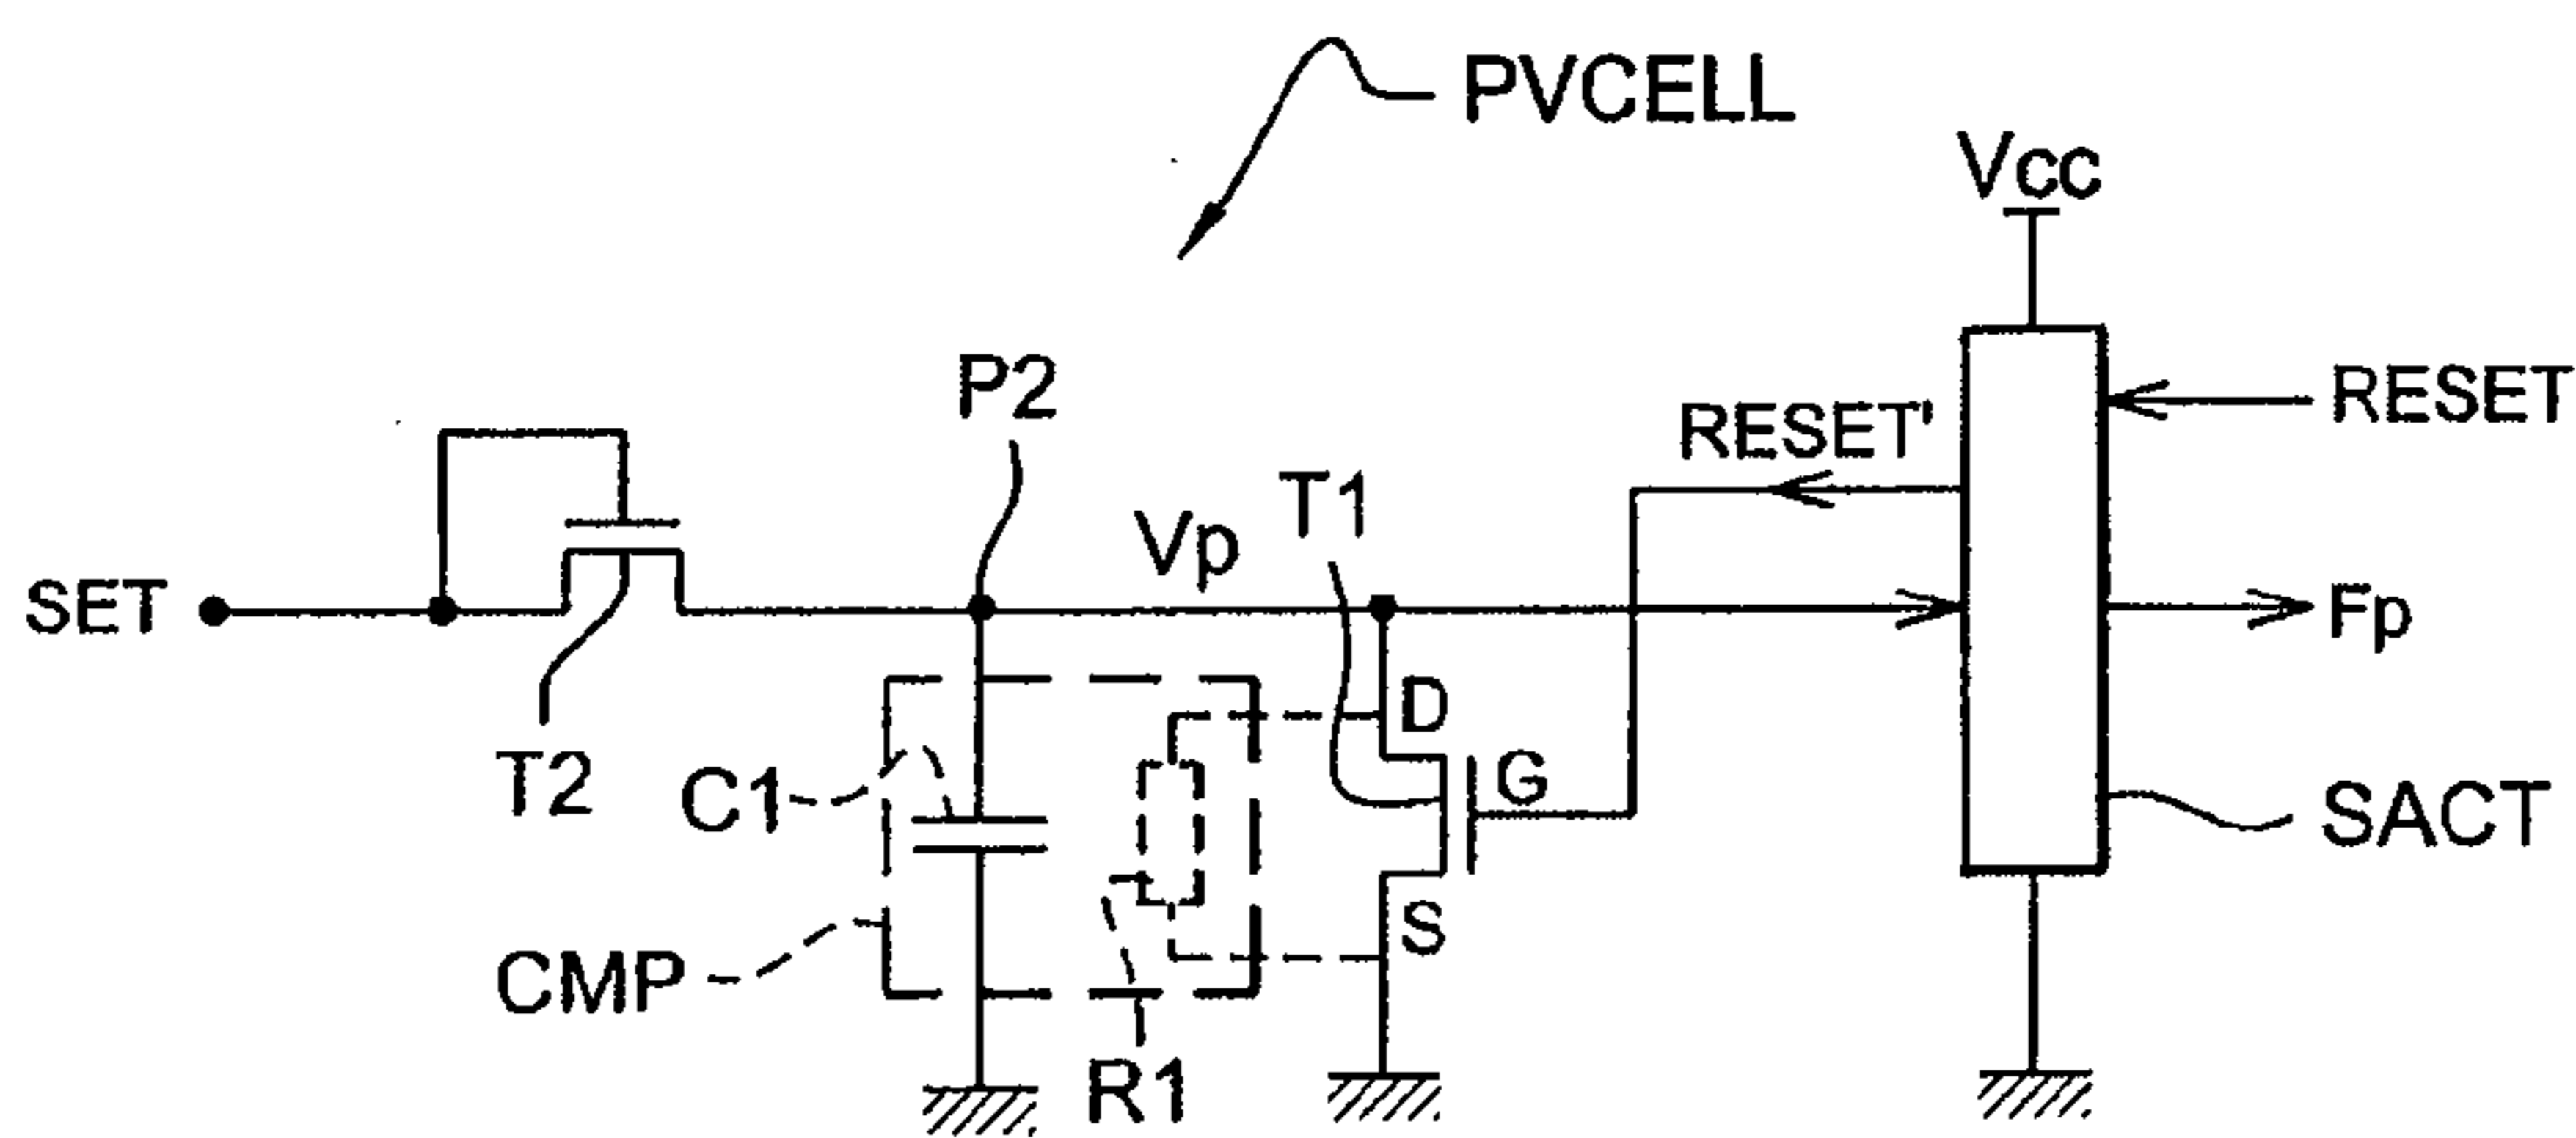 PVCELL
Vcc
P2
RESET
RESET'
T1
Vp
SET
Fp
D
T2
C1
G
SACT
S
CMP
R1